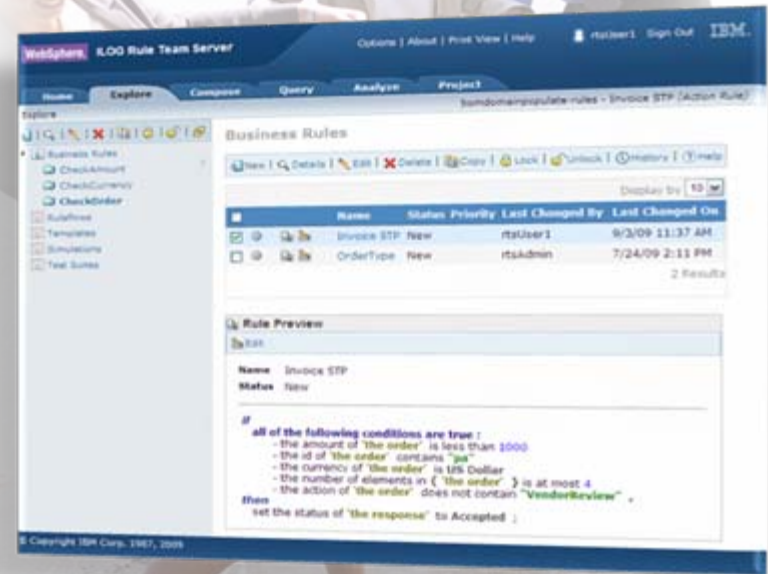 WebSphere. ILOG Rule Team Server
Options | About | Print View | Help
rtsUser1 Sign Out IBM.
Home Explore Compose Query Analyze Project
Explore
bomdomainpopulate-rules - Invoice STP (Action Rule)
Business Rules
CheckAmount
CheckCurrency
CheckOrder
Ruleflows
Templates
Simulations
Test Suites
Business Rules
New | Details | Edit | Delete | Copy | Lock | Unlock | History | Help
Display by 10
Name Status Priority Last Changed By Last Changed On
Invoice STP New rtsUser1 9/3/09 11:37 AM
OrderType New rtsAdmin 7/24/09 2:11 PM
2 Results
Rule Preview
Edit
Name Invoice STP
Status New
if
all of the following conditions are true :
- the amount of 'the order' is less than 1000
- the id of 'the order' contains "pa"
- the currency of 'the order' is US Dollar
- the number of elements in { 'the order' } is at most 4
- the action of 'the order' does not contain "VendorReview" ,
then
set the status of 'the response' to Accepted ;
© Copyright IBM Corp. 1987, 2009